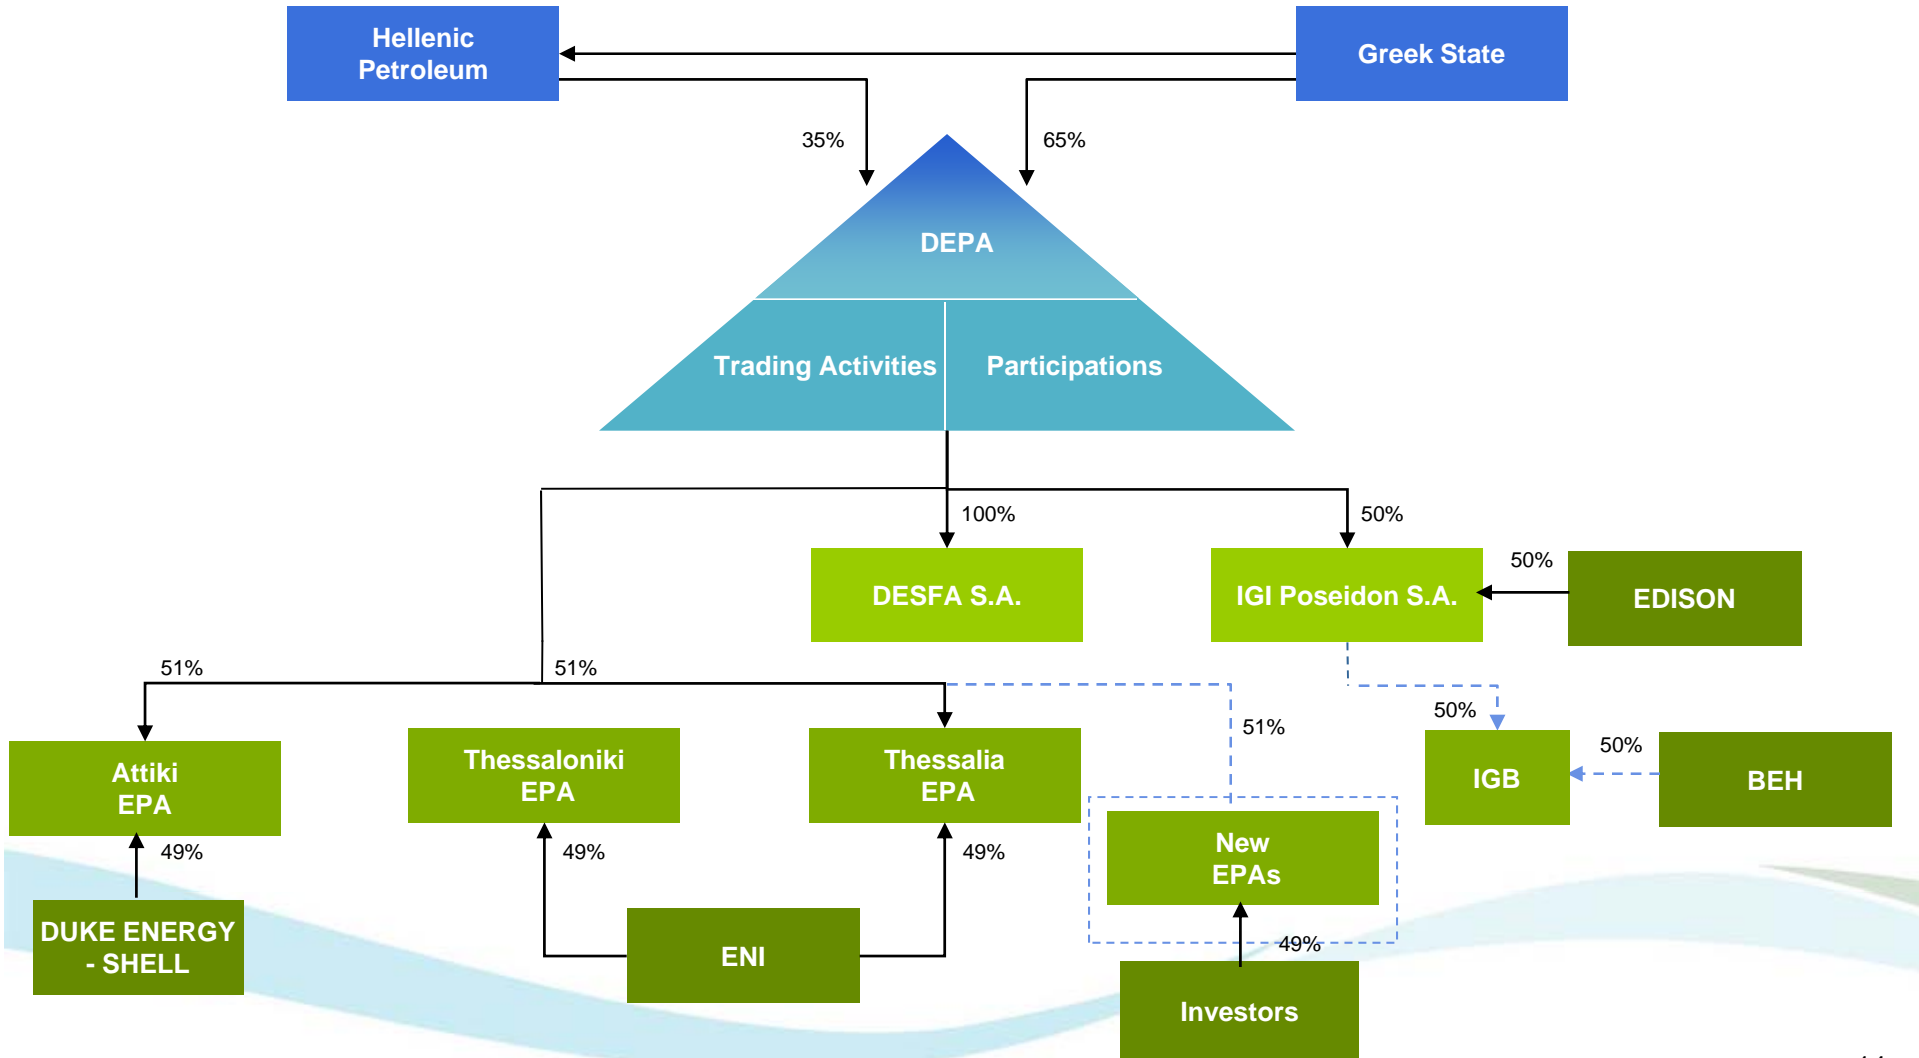 Hellenic
Petroleum
Greek State
35%
65%
DEPA
Trading Activities
Participations
100%
50%
DESFA S.A.
IGI Poseidon S.A.
50%
EDISON
51%
51%
51%
50%
50%
Attiki
EPA
Thessaloniki
EPA
Thessalia
EPA
IGB
BEH
New
EPAs
49%
49%
49%
49%
DUKE ENERGY
- SHELL
ENI
Investors